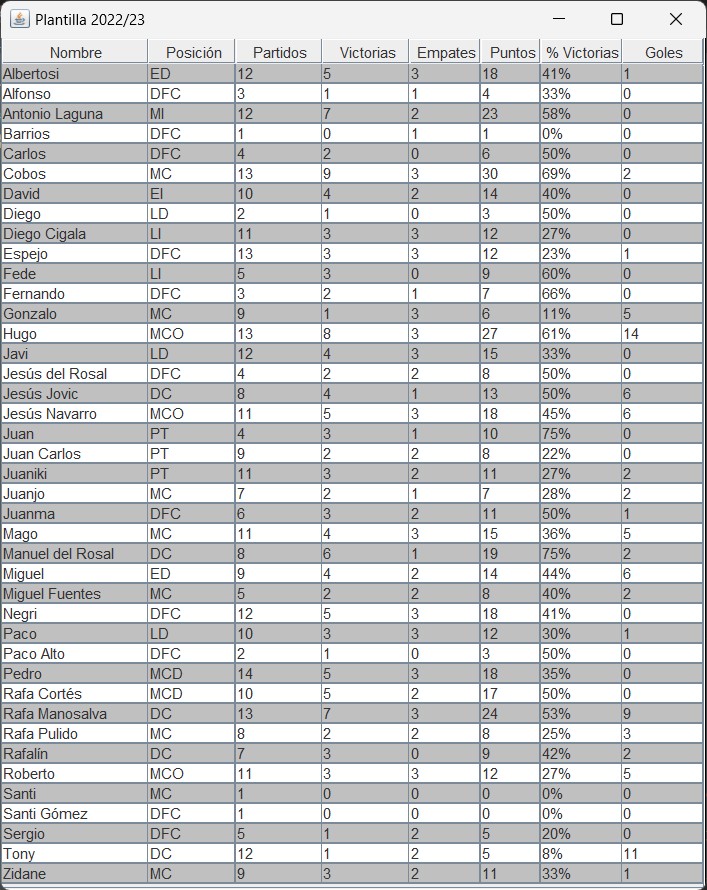 Plantilla 2022/23
Nombre Posición Partidos Victorias Empates Puntos % Victorias Goles
Albertosi ED 12 5 3 18 41% 1
Alfonso DFC 3 1 1 4 33% 0
Antonio Laguna MI 12 7 2 23 58% 0
Barrios DFC 1 0 1 1 0% 0
Carlos DFC 4 2 0 6 50% 0
Cobos MC 13 9 3 30 69% 2
David EI 10 4 2 14 40% 0
Diego LD 2 1 0 3 50% 0
Diego Cigala LI 11 3 3 12 27% 0
Espejo DFC 13 3 3 12 23% 1
Fede LI 5 3 0 9 60% 0
Fernando DFC 3 2 1 7 66% 0
Gonzalo MC 9 1 3 6 11% 5
Hugo MCO 13 8 3 27 61% 14
Javi LD 12 4 3 15 33% 0
Jesús del Rosal DFC 4 2 2 8 50% 0
Jesús Jovic DC 8 4 1 13 50% 6
Jesús Navarro MCO 11 5 3 18 45% 6
Juan PT 4 3 1 10 75% 0
Juan Carlos PT 9 2 2 8 22% 0
Juaniki PT 11 3 2 11 27% 2
Juanjo MC 7 2 1 7 28% 2
Juanma DFC 6 3 2 11 50% 1
Mago MC 11 4 3 15 36% 5
Manuel del Rosal DC 8 6 1 19 75% 2
Miguel ED 9 4 2 14 44% 6
Miguel Fuentes MC 5 2 2 8 40% 2
Negri DFC 12 5 3 18 41% 0
Paco LD 10 3 3 12 30% 1
Paco Alto DFC 2 1 0 3 50% 0
Pedro MCD 14 5 3 18 35% 0
Rafa Cortés MCD 10 5 2 17 50% 0
Rafa Manosalva DC 13 7 3 24 53% 9
Rafa Pulido MC 8 2 2 8 25% 3
Rafalín DC 7 3 0 9 42% 2
Roberto MCO 11 3 3 12 27% 5
Santi MC 1 0 0 0 0% 0
Santi Gómez DFC 1 0 0 0 0% 0
Sergio DFC 5 1 2 5 20% 0
Tony DC 12 1 2 5 8% 11
Zidane MC 9 3 2 11 33% 1